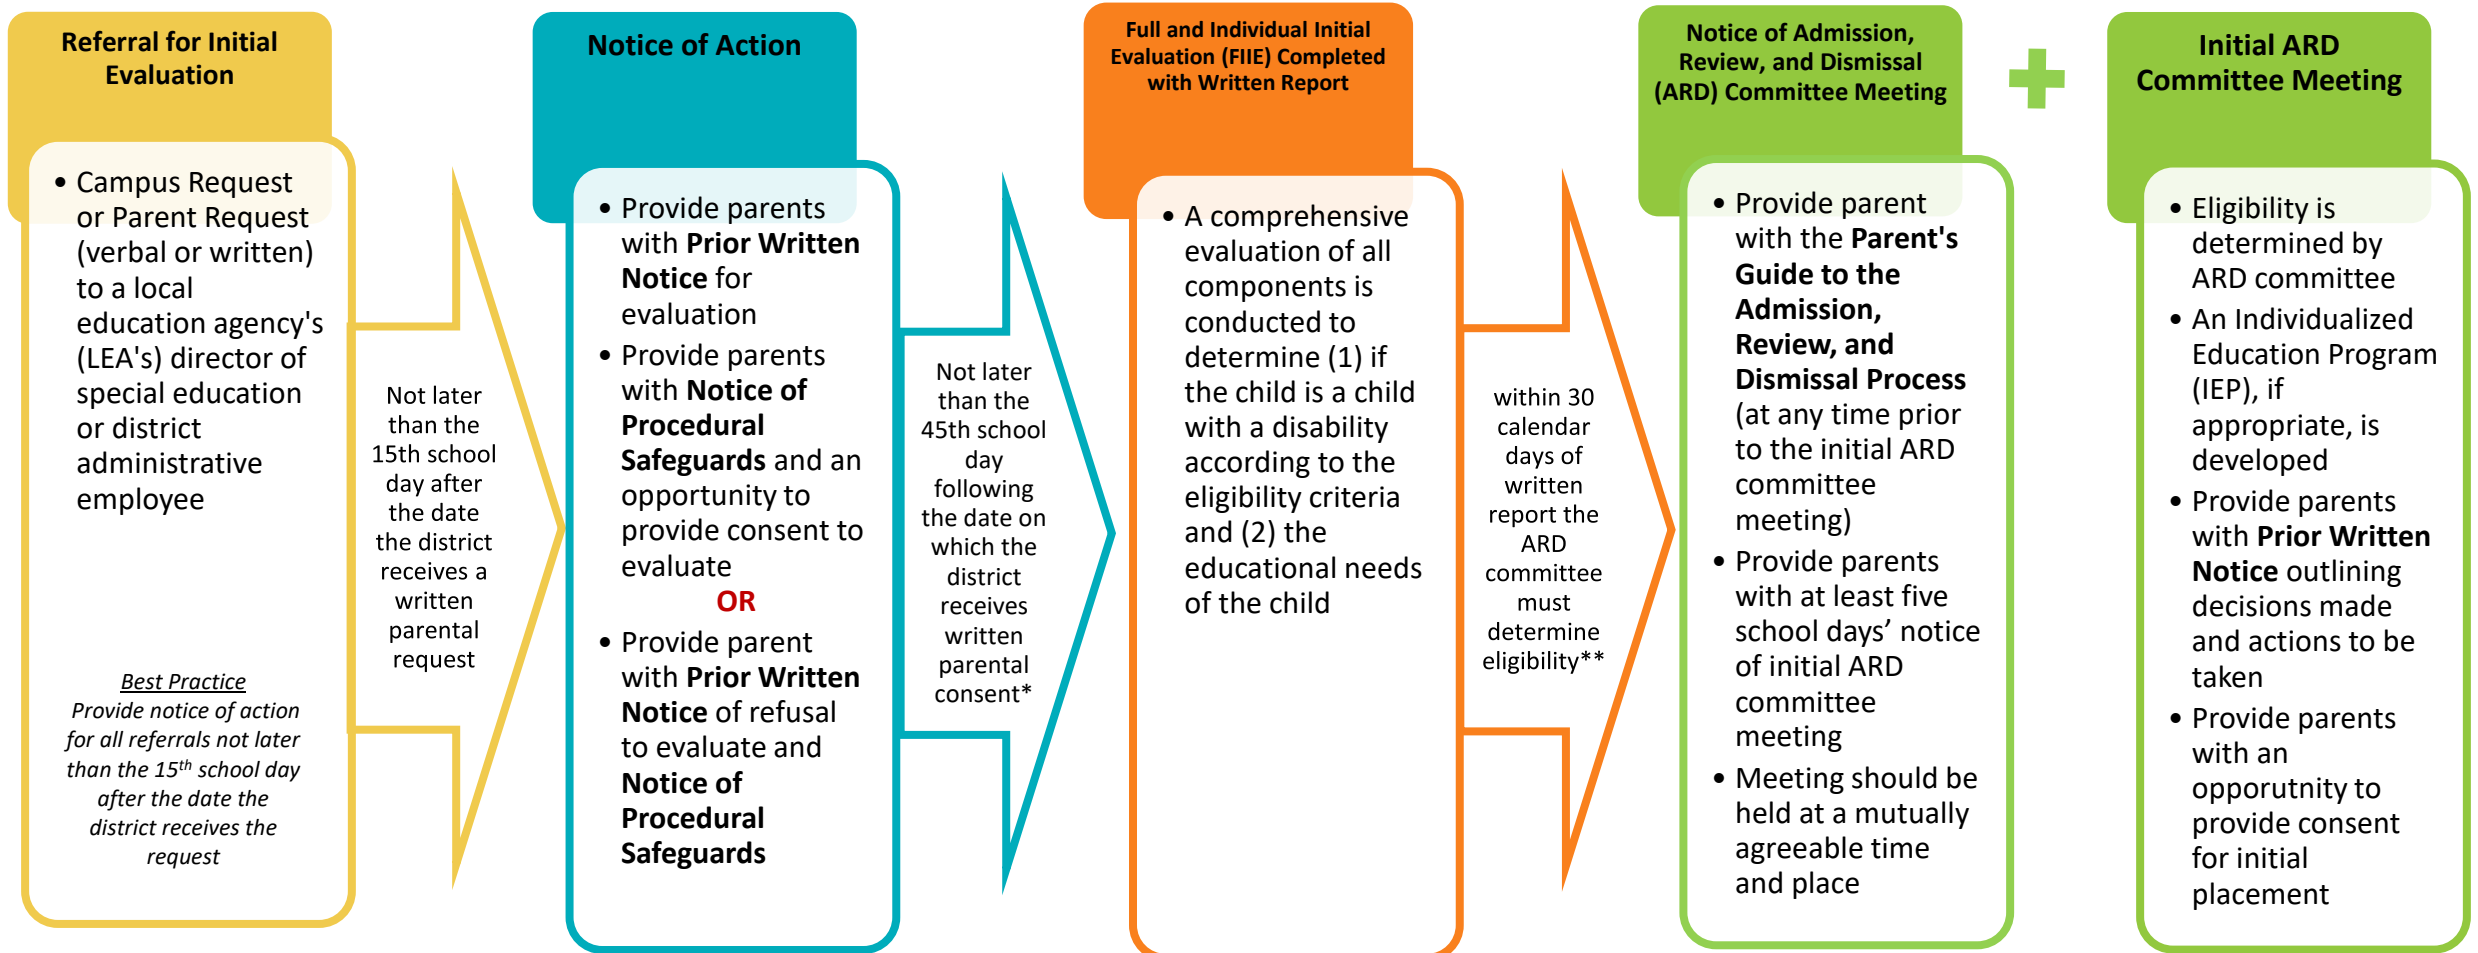 Referral for Initial
Evaluation
• Campus Request
or Parent Request
(verbal or written)
to a local
education agency's
(LEA's) director of
special education
or district
administrative
employee
Best Practice
Provide notice of action
for all referrals not later
than the 15th school day
after the date the
district receives the
request
Not later
than the
15th school
day after
the date
the district
receives a
written
parental
request
Notice of Action
• Provide parents
with Prior Written
Notice for
evaluation
• Provide parents
with Notice of
Procedural
Safeguards and an
opportunity to
provide consent to
evaluate
OR
• Provide parent
with Prior Written
Notice of refusal
to evaluate and
Notice of
Procedural
Safeguards
Not later
than the
45th school
day
following
the date on
which the
district
receives
written
parental
consent*
Full and Individual Initial
Evaluation (FIIE) Completed
with Written Report
• A comprehensive
evaluation of all
components is
conducted to
determine (1) if
the child is a child
with a disability
according to the
eligibility criteria
and (2) the
educational needs
of the child
within 30
calendar
days of
written
report the
ARD
committee
must
determine
eligibility**
Notice of Admission,
Review, and Dismissal
(ARD) Committee Meeting
• Provide parent
with the Parent's
Guide to the
Admission,
Review, and
Dismissal Process
(at any time prior
to the initial ARD
committee
meeting)
• Provide parents
with at least five
school days’ notice
of initial ARD
committee
meeting
• Meeting should be
held at a mutually
agreeable time
and place
Initial ARD
Committee Meeting
• Eligibility is
determined by
ARD committee
• An Individualized
Education Program
(IEP), if
appropriate, is
developed
• Provide parents
with Prior Written
Notice outlining
decisions made
and actions to be
taken
• Provide parents
with an
opporutnity to
provide consent
for initial
placement